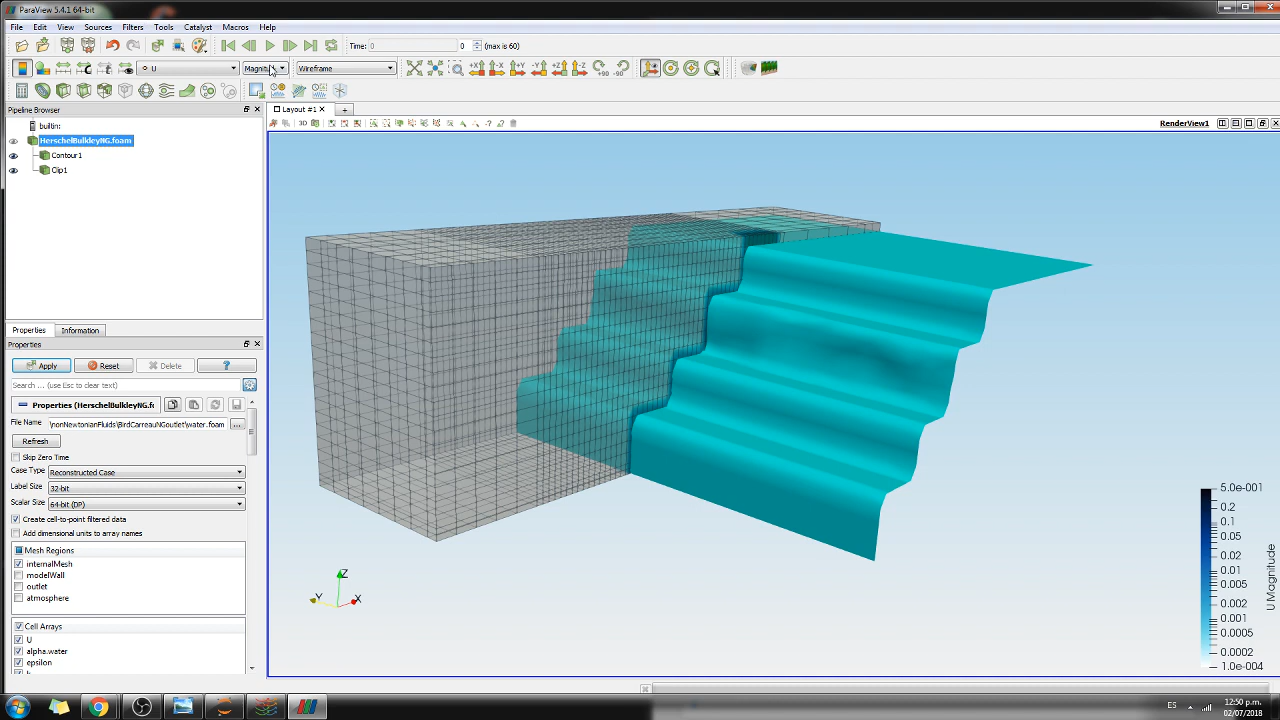 ParaView 5.4.1 64-bit
File Edit View Sources Filters Tools Catalyst Macros Help
Time: 0 0 (max is 60)
U Magnitu Wireframe
Pipeline Browser
Layout #1
3D
RenderView1
builtin:
HerschelBulkleyNG.foam
Contour1
Clip1
Properties Information
Properties
Apply Reset Delete ?
Search ... (use Esc to clear text)
Properties (HerschelBulkleyNG.f
File Name \nonNewtonianFluids\BirdCarreauNGoutlet\water.foam ...
Refresh
Skip Zero Time
Case Type Reconstructed Case
Label Size 32-bit
Scalar Size 64-bit (DP)
Create cell-to-point filtered data
Add dimensional units to array names
Mesh Regions
internalMesh
modelWall
outlet
atmosphere
Cell Arrays
U
alpha.water
epsilon
Z
Y
X
5.0e-001
0.2
0.1
0.05
0.02
0.01
0.005
0.002
0.001
0.0005
0.0002
1.0e-004
U Magnitude
ES
12:50 p.m.
02/07/2018